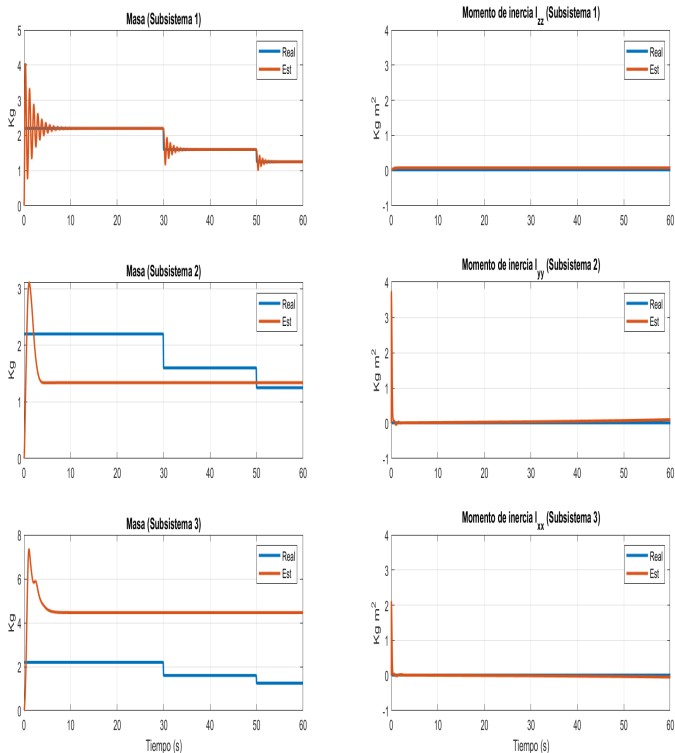 Masa (Subsistema 1)
5
4
3
2
1
0
Kg
0 10 20 30 40 50 60
Real
Est
Momento de inercia I_zz (Subsistema 1)
4
3
2
1
0
-1
Kg m²
0 10 20 30 40 50 60
Real
Est
Masa (Subsistema 2)
3
2
1
0
Kg
0 10 20 30 40 50 60
Real
Est
Momento de inercia I_yy (Subsistema 2)
4
3
2
1
0
-1
Kg m²
0 10 20 30 40 50 60
Real
Est
Masa (Subsistema 3)
8
6
4
2
0
Kg
0 10 20 30 40 50 60
Tiempo (s)
Real
Est
Momento de inercia I_xx (Subsistema 3)
4
3
2
1
0
-1
Kg m²
0 10 20 30 40 50 60
Tiempo (s)
Real
Est